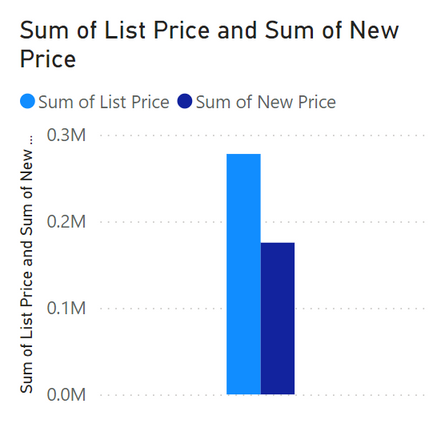 Sum of List Price and Sum of New
Price
Sum of List Price
Sum of New Price
Sum of List Price and Sum of New ...
0.3M
0.2M
0.1M
0.0M